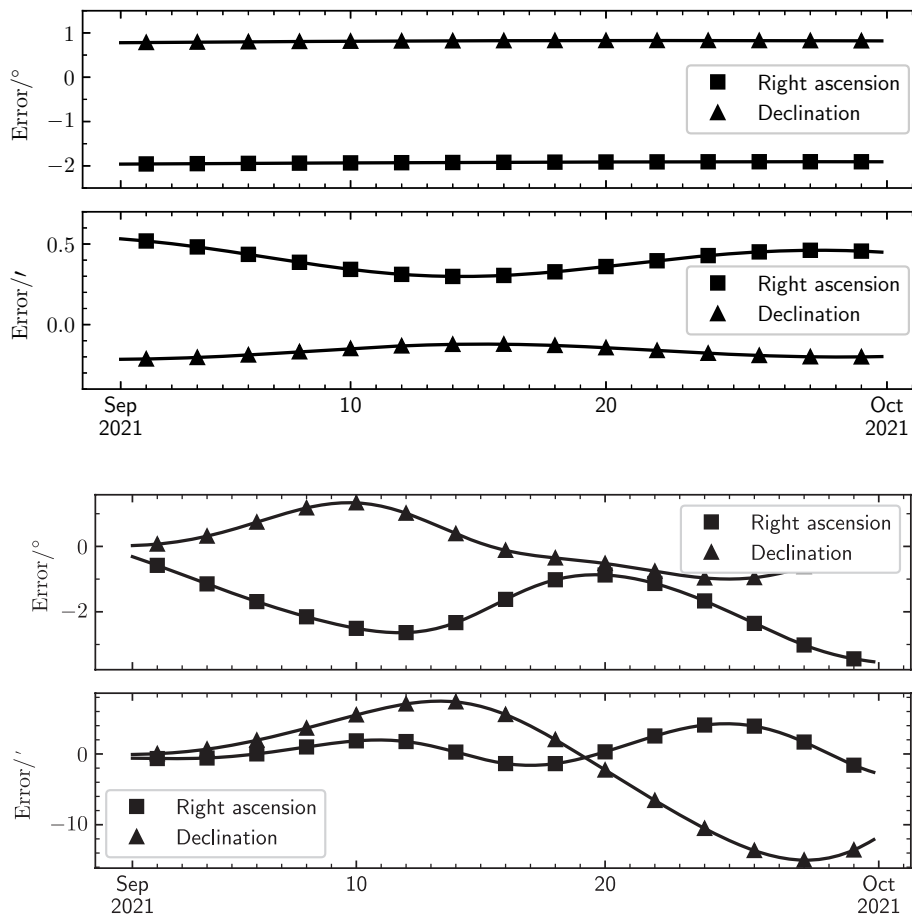 1
0
−1
−2
Error/°
Right ascension
Declination
0.5
0.0
Error/′
Right ascension
Declination
Sep
2021
10
20
Oct
2021
0
−2
Error/°
Right ascension
Declination
5
0
−10
Error/′
Right ascension
Declination
Sep
2021
10
20
Oct
2021